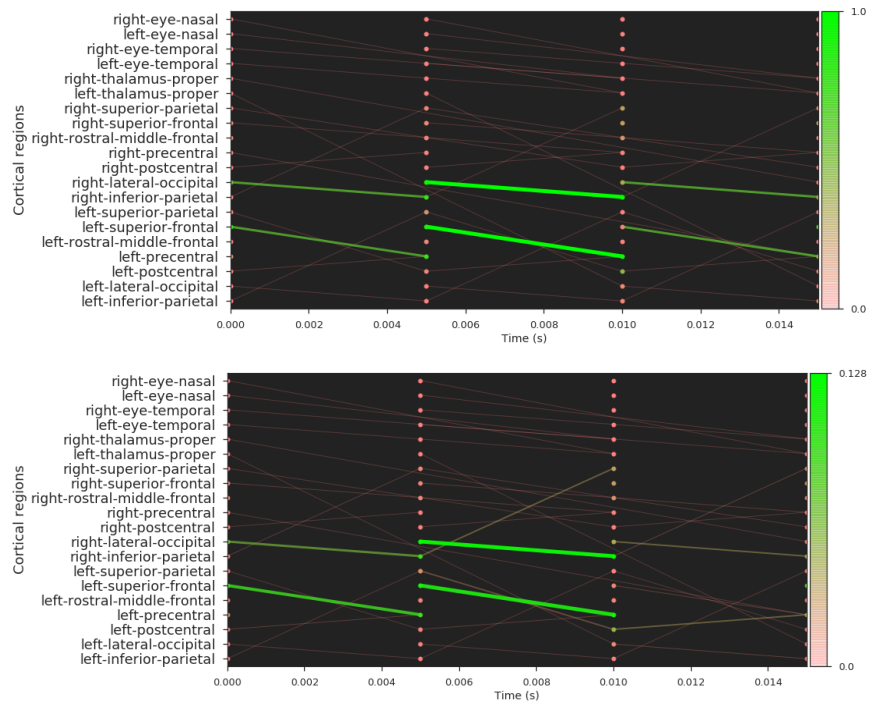 right-eye-nasal
left-eye-nasal
right-eye-temporal
left-eye-temporal
right-thalamus-proper
left-thalamus-proper
right-superior-parietal
right-superior-frontal
right-rostral-middle-frontal
right-precentral
right-postcentral
right-lateral-occipital
right-inferior-parietal
left-superior-parietal
left-superior-frontal
left-rostral-middle-frontal
left-precentral
left-postcentral
left-lateral-occipital
left-inferior-parietal
Cortical regions
0.000 0.002 0.004 0.006 0.008 0.010 0.012 0.014
Time (s)
1.0
0.0
right-eye-nasal
left-eye-nasal
right-eye-temporal
left-eye-temporal
right-thalamus-proper
left-thalamus-proper
right-superior-parietal
right-superior-frontal
right-rostral-middle-frontal
right-precentral
right-postcentral
right-lateral-occipital
right-inferior-parietal
left-superior-parietal
left-superior-frontal
left-rostral-middle-frontal
left-precentral
left-postcentral
left-lateral-occipital
left-inferior-parietal
Cortical regions
0.000 0.002 0.004 0.006 0.008 0.010 0.012 0.014
Time (s)
0.128
0.0